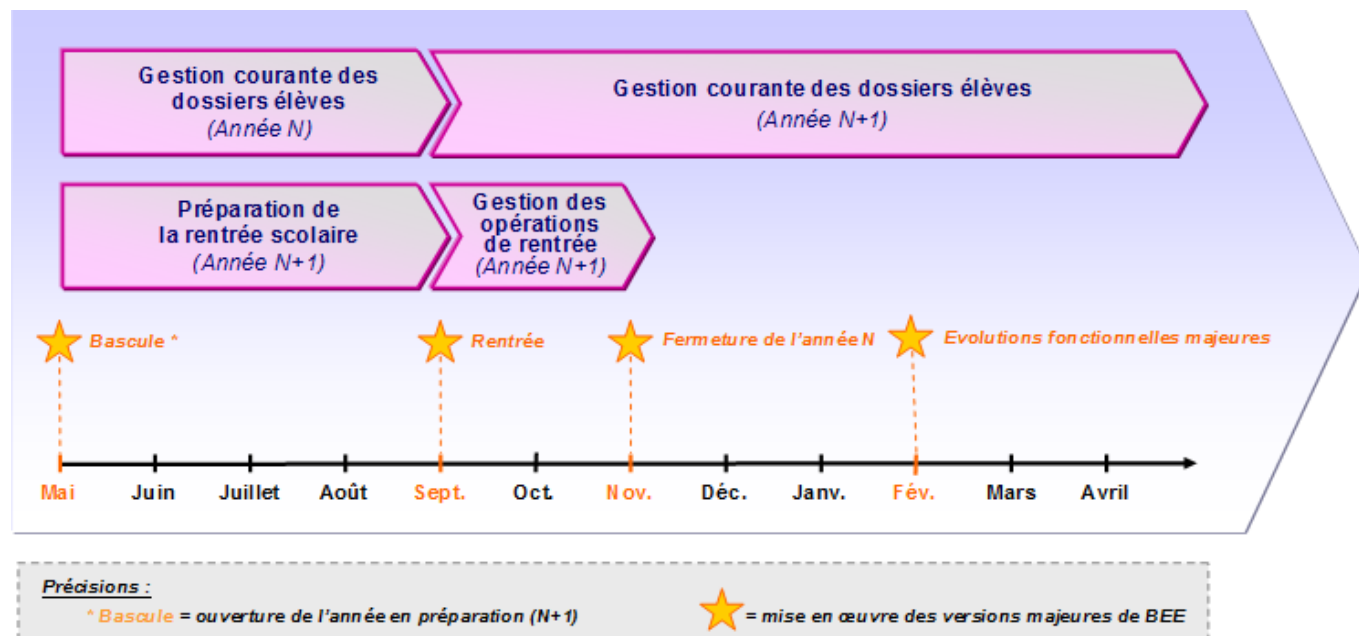 Gestion courante des
dossiers élèves
(Année N)
Gestion courante des dossiers élèves
(Année N+1)
Préparation de
la rentrée scolaire
(Année N+1)
Gestion des
opérations
de rentrée
(Année N+1)
Bascule *
Rentrée
Fermeture de l'année N
Evolutions fonctionnelles majeures
Mai Juin Juillet Août Sept. Oct. Nov. Déc. Janv. Fév. Mars Avril
Précisions :
* Bascule = ouverture de l'année en préparation (N+1)
= mise en œuvre des versions majeures de BEE